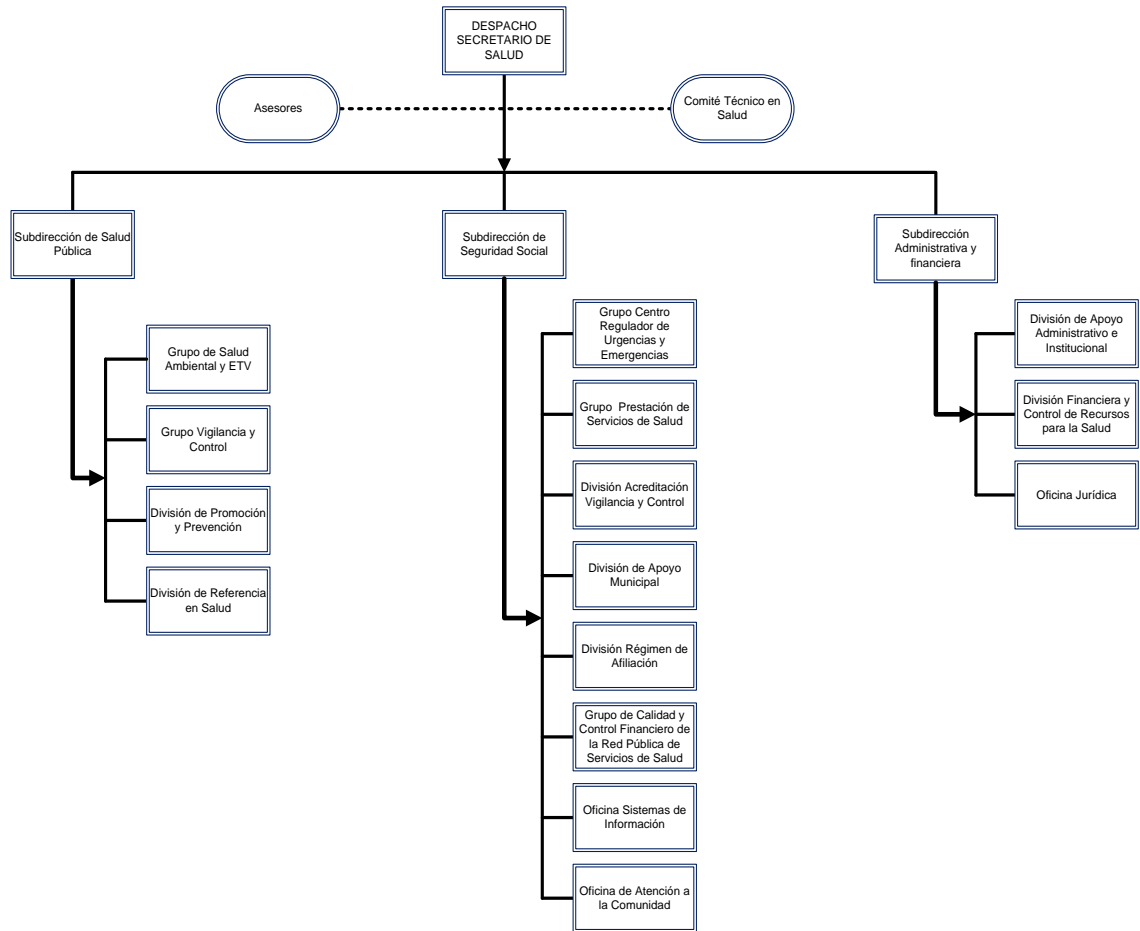 DESPACHO
SECRETARIO DE
SALUD
Asesores
Comité Técnico en
Salud
Subdirección de Salud
Pública
Subdirección de
Seguridad Social
Subdirección
Administrativa y
financiera
Grupo de Salud
Ambiental y ETV
Grupo Vigilancia y
Control
División de Promoción
y Prevención
División de Referencia
en Salud
Grupo Centro
Regulador de
Urgencias y
Emergencias
Grupo Prestación de
Servicios de Salud
División Acreditación
Vigilancia y Control
División de Apoyo
Municipal
División Régimen de
Afiliación
Grupo de Calidad y
Control Financiero de
la Red Pública de
Servicios de Salud
Oficina Sistemas de
Información
Oficina de Atención a
la Comunidad
División de Apoyo
Administrativo e
Institucional
División Financiera y
Control de Recursos
para la Salud
Oficina Jurídica